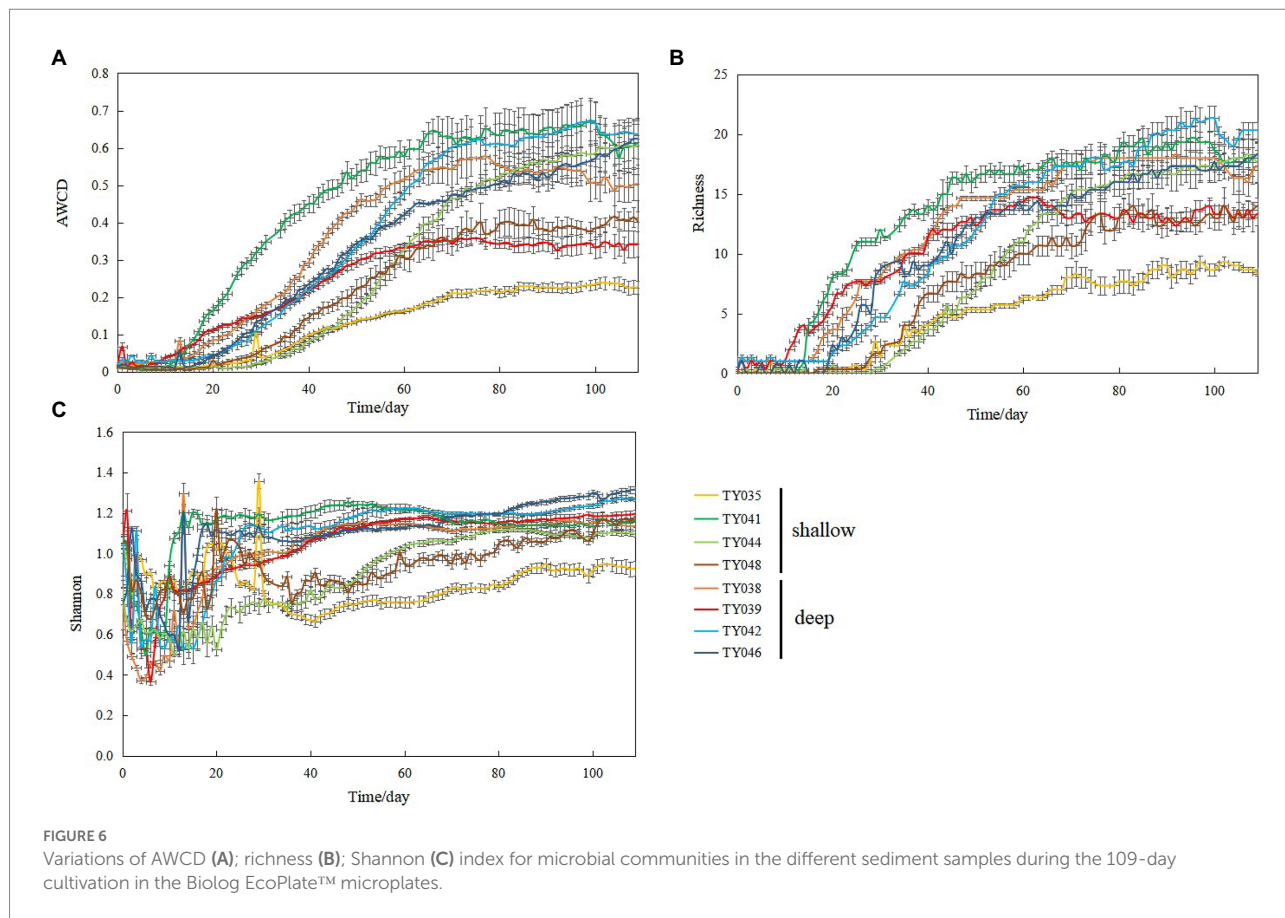 A
0.8
0.7
0.6
0.5
0.4
0.3
0.2
0.1
0
AWCD
0 20 40 60 80 100
Time/day
B
25
20
15
10
5
0
Richness
0 20 40 60 80 100
Time/day
C
1.6
1.4
1.2
1.0
0.8
0.6
0.4
0.2
0.0
Shannon
0 20 40 60 80 100
Time/day
TY035
TY041
TY044
TY048
shallow
TY038
TY039
TY042
TY046
deep
FIGURE 6
Variations of AWCD (A); richness (B); Shannon (C) index for microbial communities in the different sediment samples during the 109-day
cultivation in the Biolog EcoPlate™ microplates.